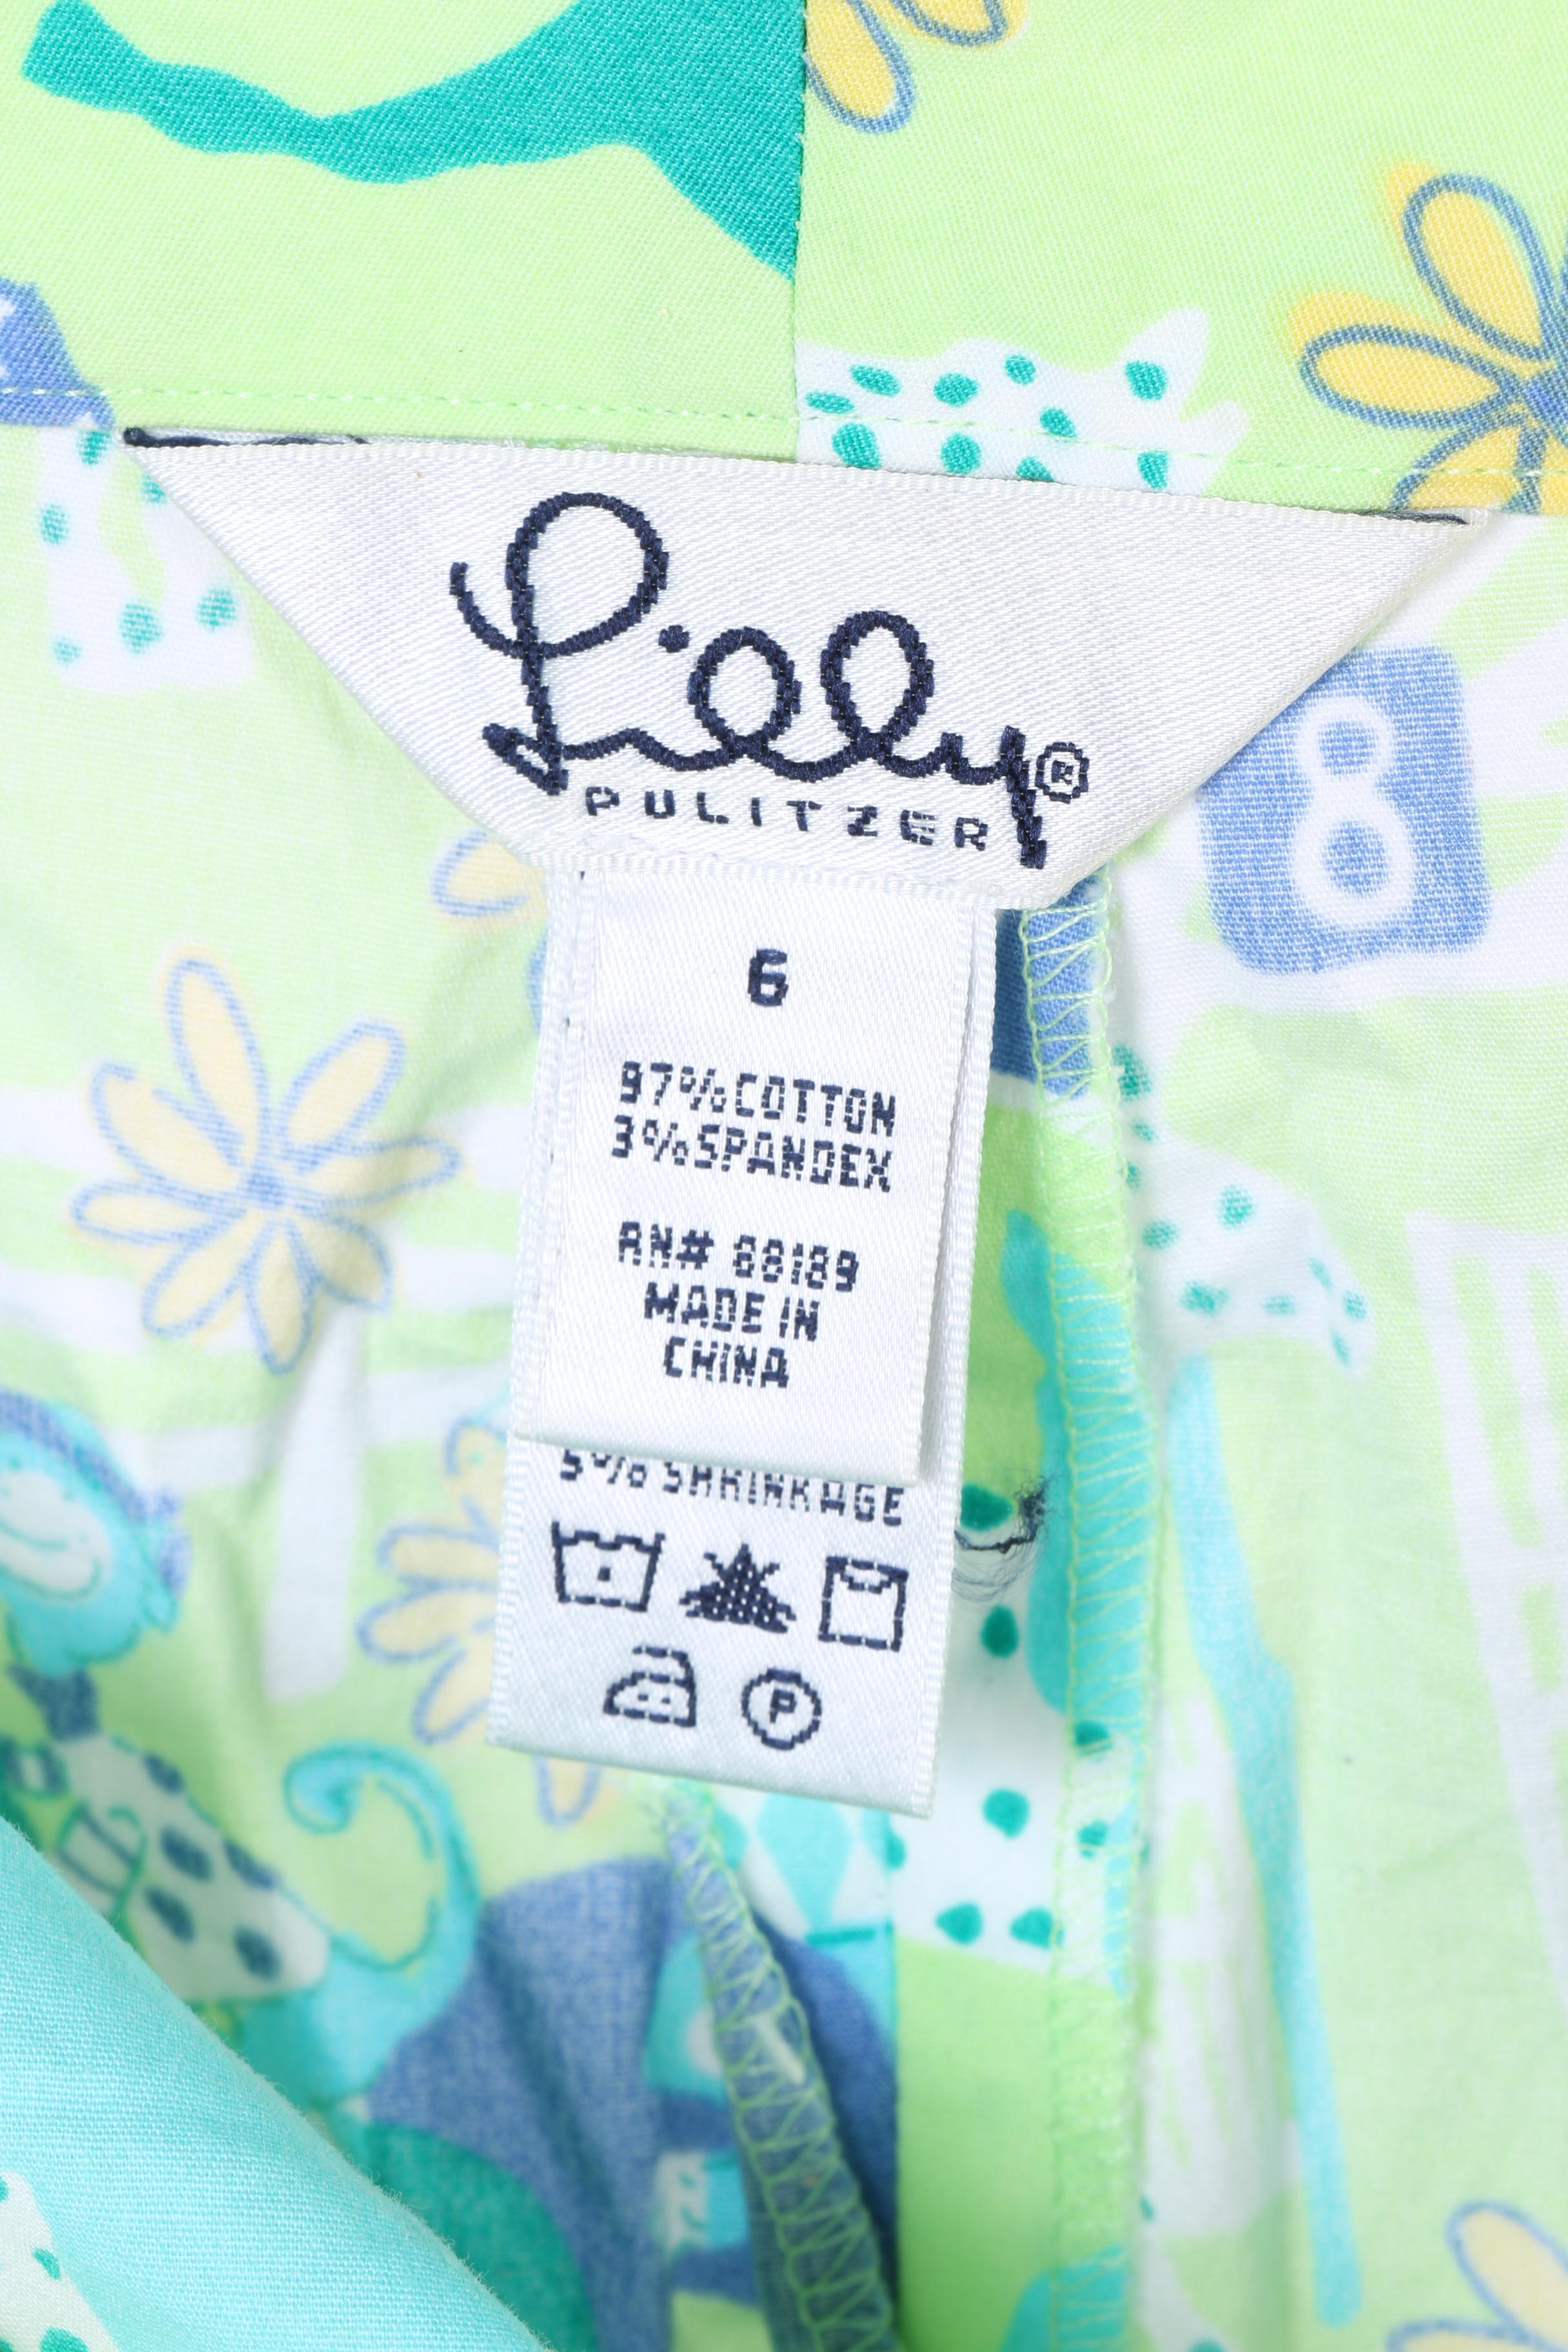 Lilly®
PULITZER
8
6
97% COTTON
3% SPANDEX
RN# 88189
MADE IN
CHINA
5% SHRINKAGE
P